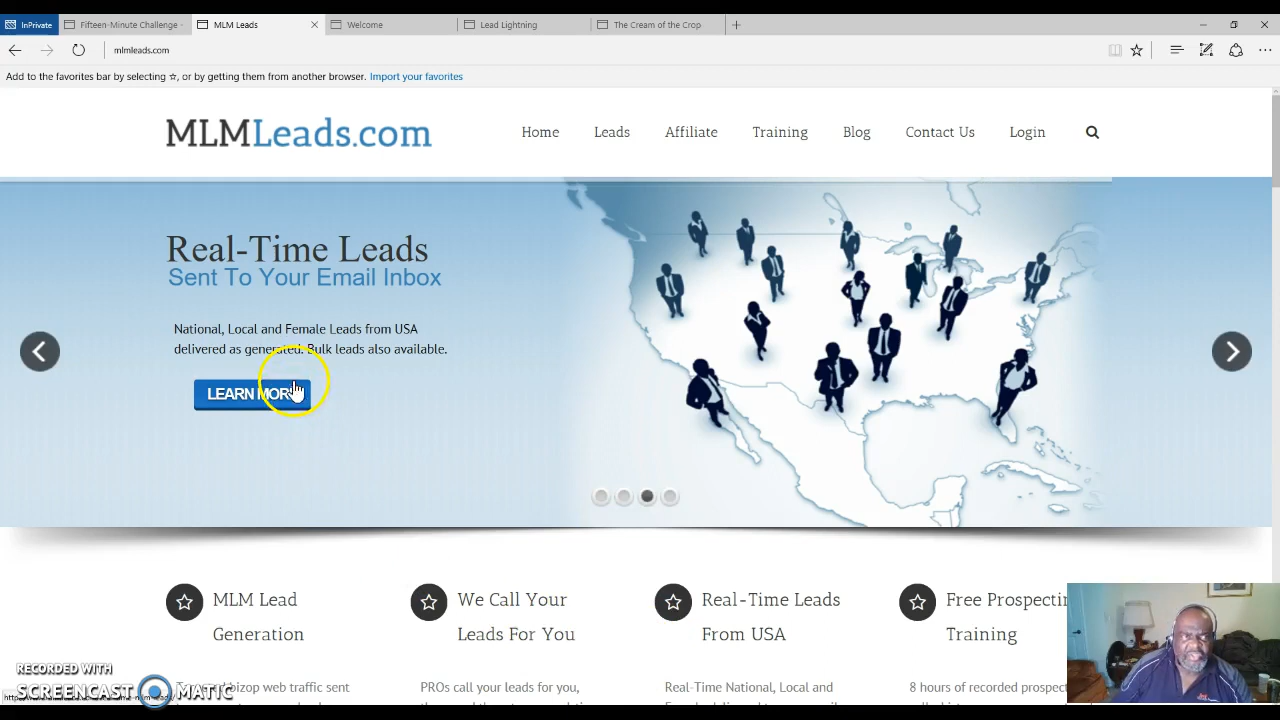 InPrivate
Fifteen-Minute Challenge
MLM Leads
Welcome
Lead Lightning
The Cream of the Crop
mlmleads.com
Add to the favorites bar by selecting ☆, or by getting them from another browser. Import your favorites
MLMLeads.com
Home Leads Affiliate Training Blog Contact Us Login
Real-Time Leads
Sent To Your Email Inbox
National, Local and Female Leads from USA
delivered as generated. Bulk leads also available.
LEARN MORE
MLM Lead
Generation
We Call Your
Leads For You
Real-Time Leads
From USA
Free Prospectin
Training
RECORDED WITH
SCREENCAST MATIC
bizop web traffic sent
PROs call your leads for you,
Real-Time National, Local and
8 hours of recorded prospect